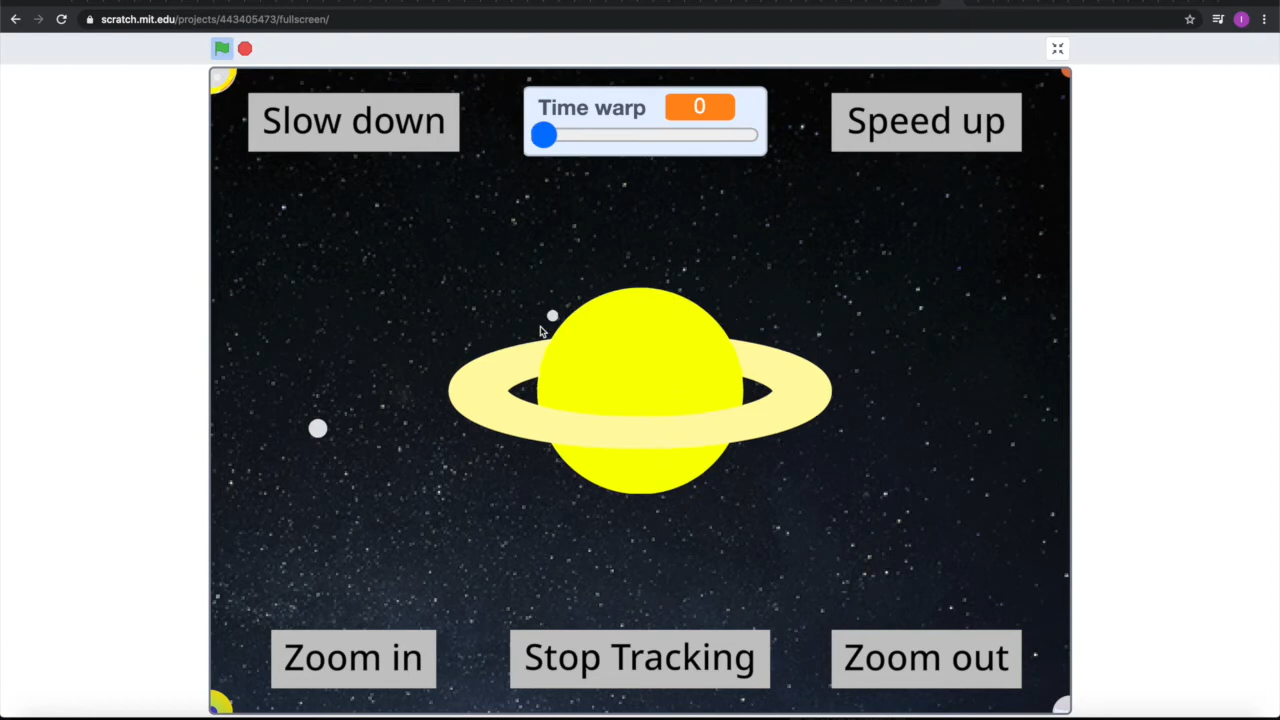 scratch.mit.edu/projects/443405473/fullscreen/
I
Slow down
Time warp 0
Speed up
Zoom in
Stop Tracking
Zoom out